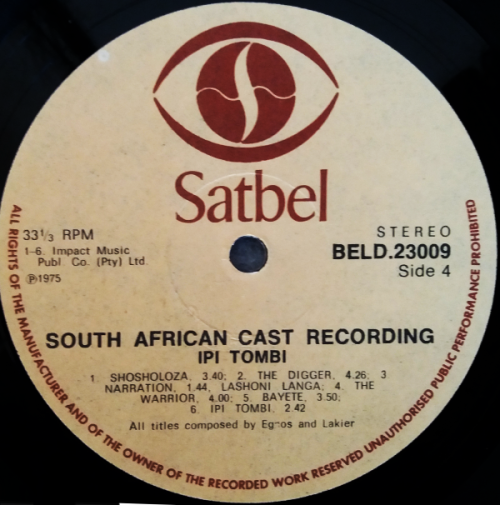 Satbel
33 1/3 RPM
1-6. Impact Music
Publ. Co. (Pty) Ltd.
℗1975
STEREO
BELD.23009
Side 4
SOUTH AFRICAN CAST RECORDING
IPI TOMBI
1. SHOSHOLOZA, 3.40; 2. THE DIGGER, 4.26; 3
NARRATION, 1.44, LASHONI LANGA; 4. THE
WARRIOR, 4.00; 5. BAYETE, 3.50;
6. IPI TOMBI, 2.42
All titles composed by and Lakier
ALL RIGHTS OF THE MANUFACTURER AND OF THE OWNER OF THE RECORDED WORK RESERVED UNAUTHORISED PUBLIC PERFORMANCE PROHIBITED